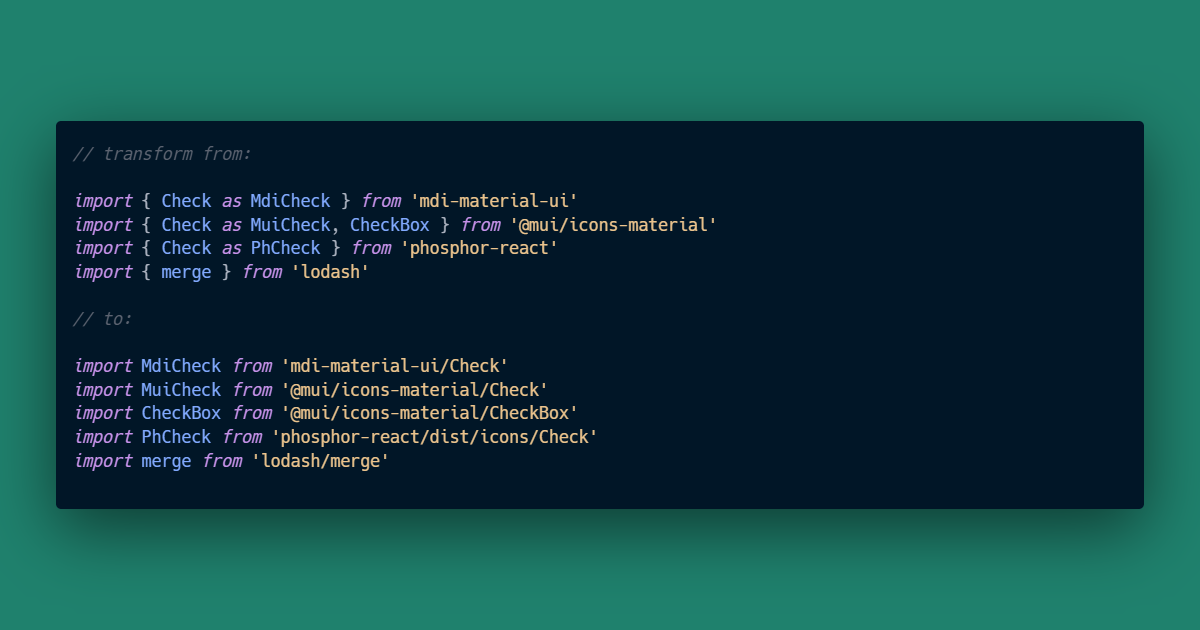 // transform from:
import { Check as MdiCheck } from 'mdi-material-ui'
import { Check as MuiCheck, CheckBox } from '@mui/icons-material'
import { Check as PhCheck } from 'phosphor-react'
import { merge } from 'lodash'
// to:
import MdiCheck from 'mdi-material-ui/Check'
import MuiCheck from '@mui/icons-material/Check'
import CheckBox from '@mui/icons-material/CheckBox'
import PhCheck from 'phosphor-react/dist/icons/Check'
import merge from 'lodash/merge'